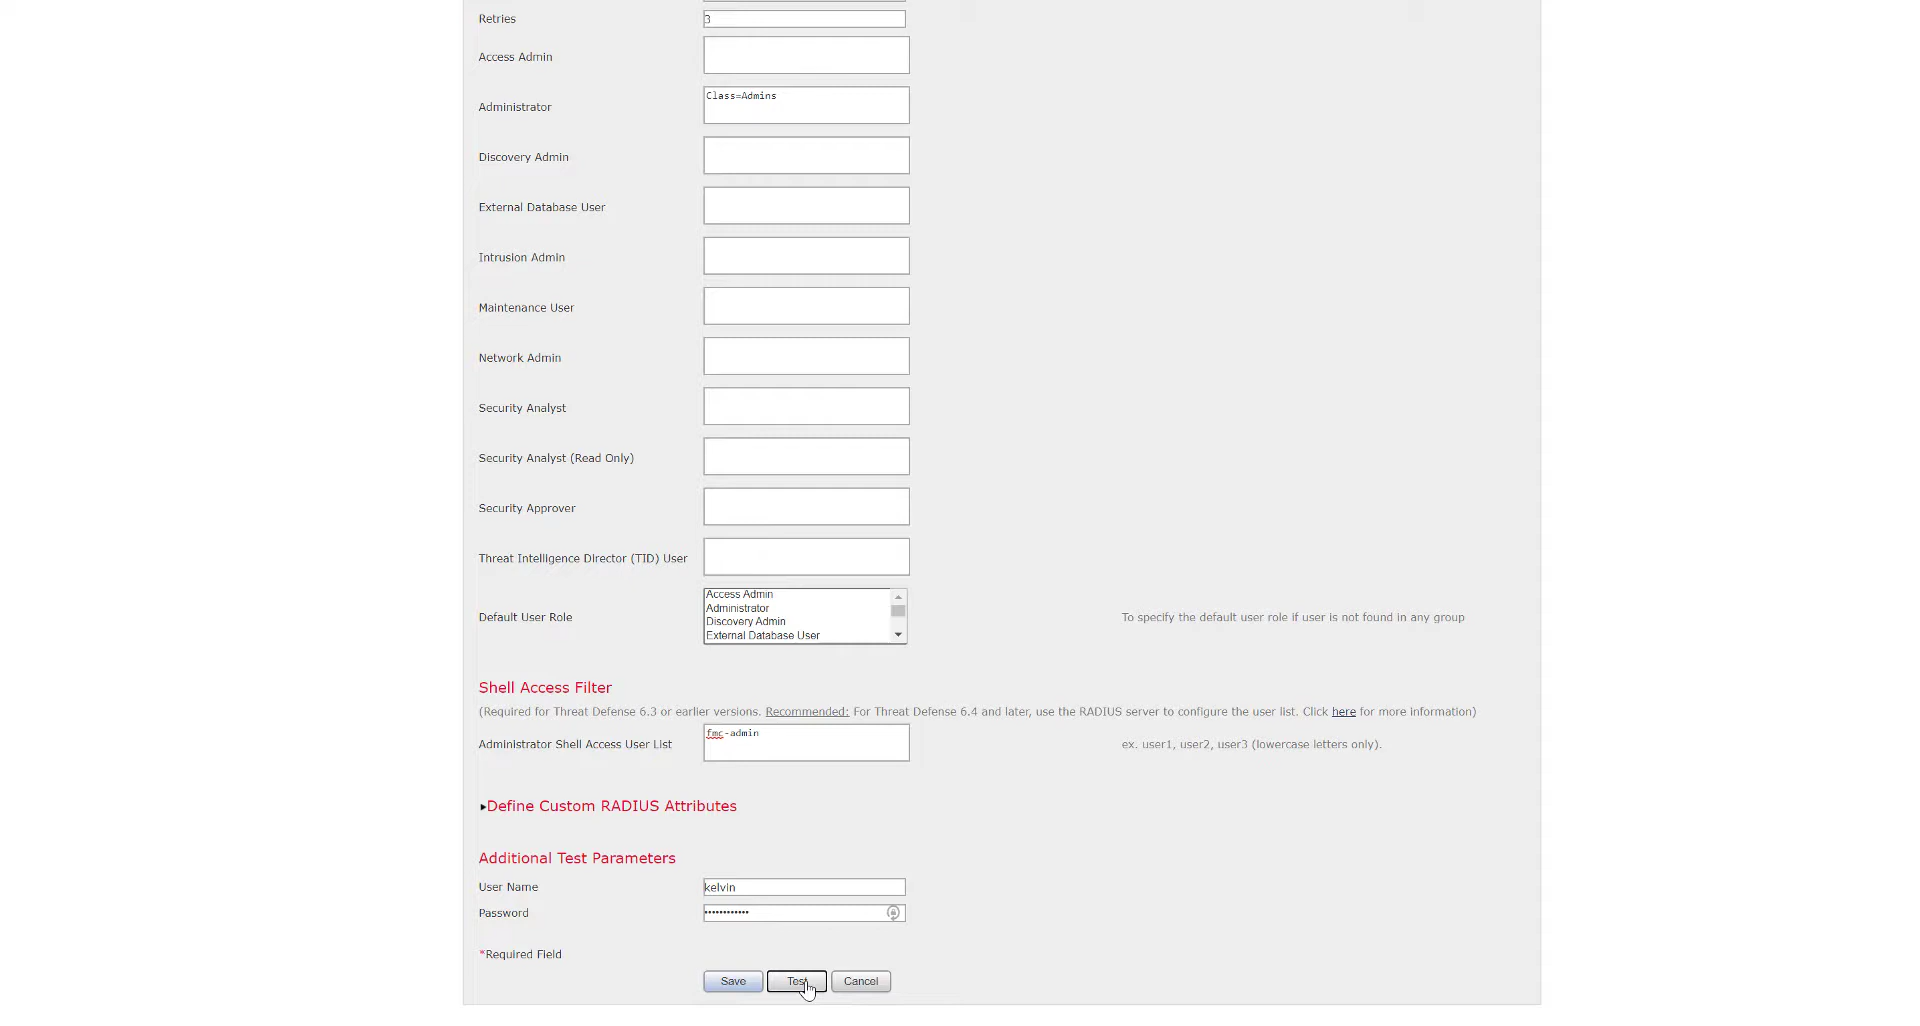 Retries 3
Access Admin
Administrator Class=Admins
Discovery Admin
External Database User
Intrusion Admin
Maintenance User
Network Admin
Security Analyst
Security Analyst (Read Only)
Security Approver
Threat Intelligence Director (TID) User
Access Admin
Administrator
Discovery Admin
External Database User
Default User Role
To specify the default user role if user is not found in any group
Shell Access Filter
(Required for Threat Defense 6.3 or earlier versions. Recommended: For Threat Defense 6.4 and later, use the RADIUS server to configure the user list. Click here for more information)
Administrator Shell Access User List fmc-admin ex. user1, user2, user3 (lowercase letters only).
Define Custom RADIUS Attributes
Additional Test Parameters
User Name kelvin
Password ••••••••••••
*Required Field
Save Test Cancel